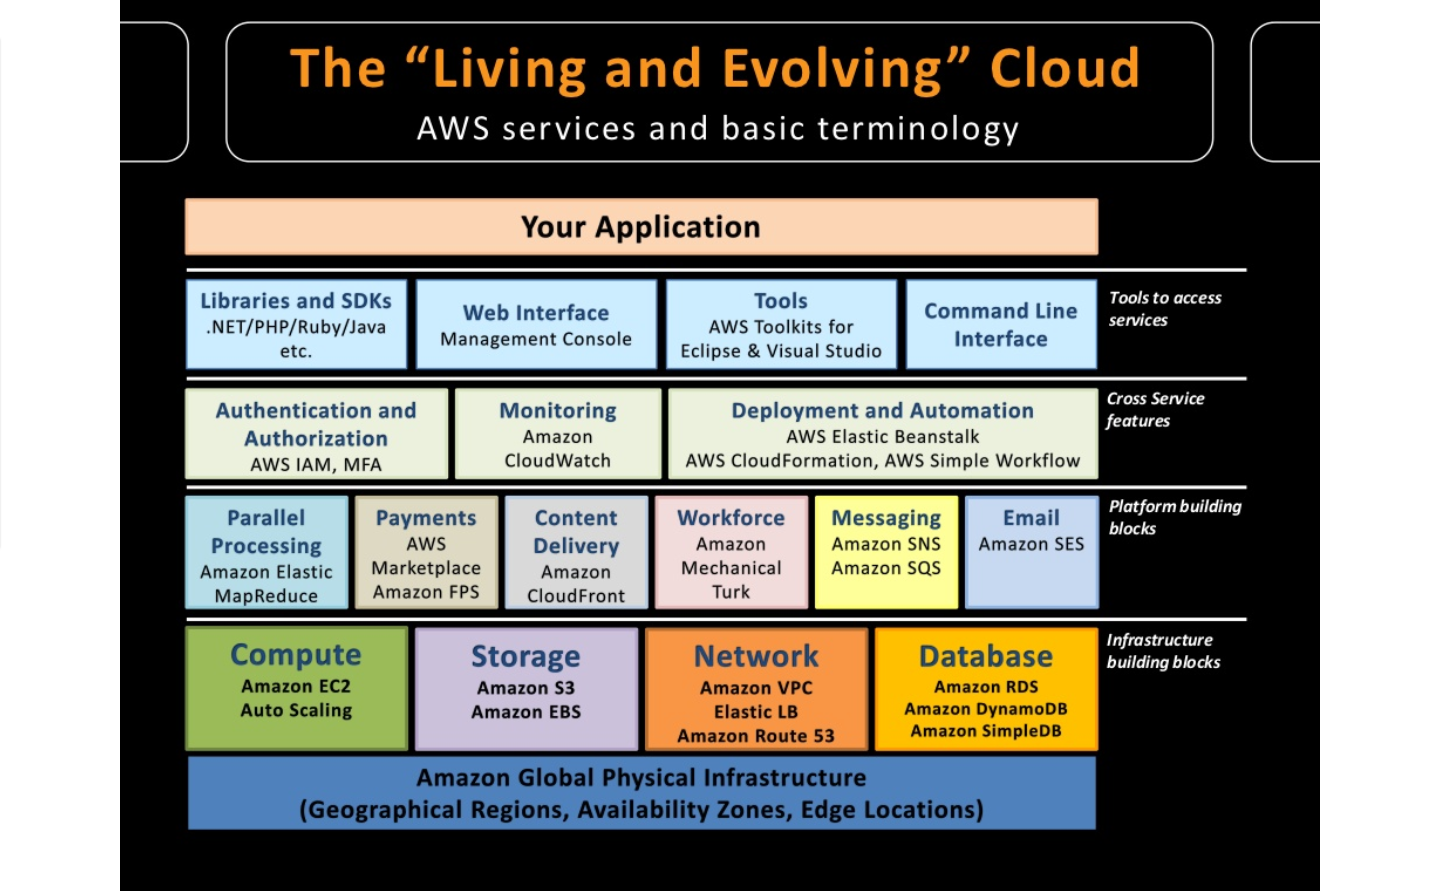 The “Living and Evolving” Cloud
AWS services and basic terminology
Your Application
Libraries and SDKs
.NET/PHP/Ruby/Java
etc.
Web Interface
Management Console
Tools
AWS Toolkits for
Eclipse & Visual Studio
Command Line
Interface
Tools to access
services
Authentication and
Authorization
AWS IAM, MFA
Monitoring
Amazon
CloudWatch
Deployment and Automation
AWS Elastic Beanstalk
AWS CloudFormation, AWS Simple Workflow
Cross Service
features
Parallel
Processing
Amazon Elastic
MapReduce
Payments
AWS
Marketplace
Amazon FPS
Content
Delivery
Amazon
CloudFront
Workforce
Amazon
Mechanical
Turk
Messaging
Amazon SNS
Amazon SQS
Email
Amazon SES
Platform building
blocks
Compute
Amazon EC2
Auto Scaling
Storage
Amazon S3
Amazon EBS
Network
Amazon VPC
Elastic LB
Amazon Route 53
Database
Amazon RDS
Amazon DynamoDB
Amazon SimpleDB
Infrastructure
building blocks
Amazon Global Physical Infrastructure
(Geographical Regions, Availability Zones, Edge Locations)